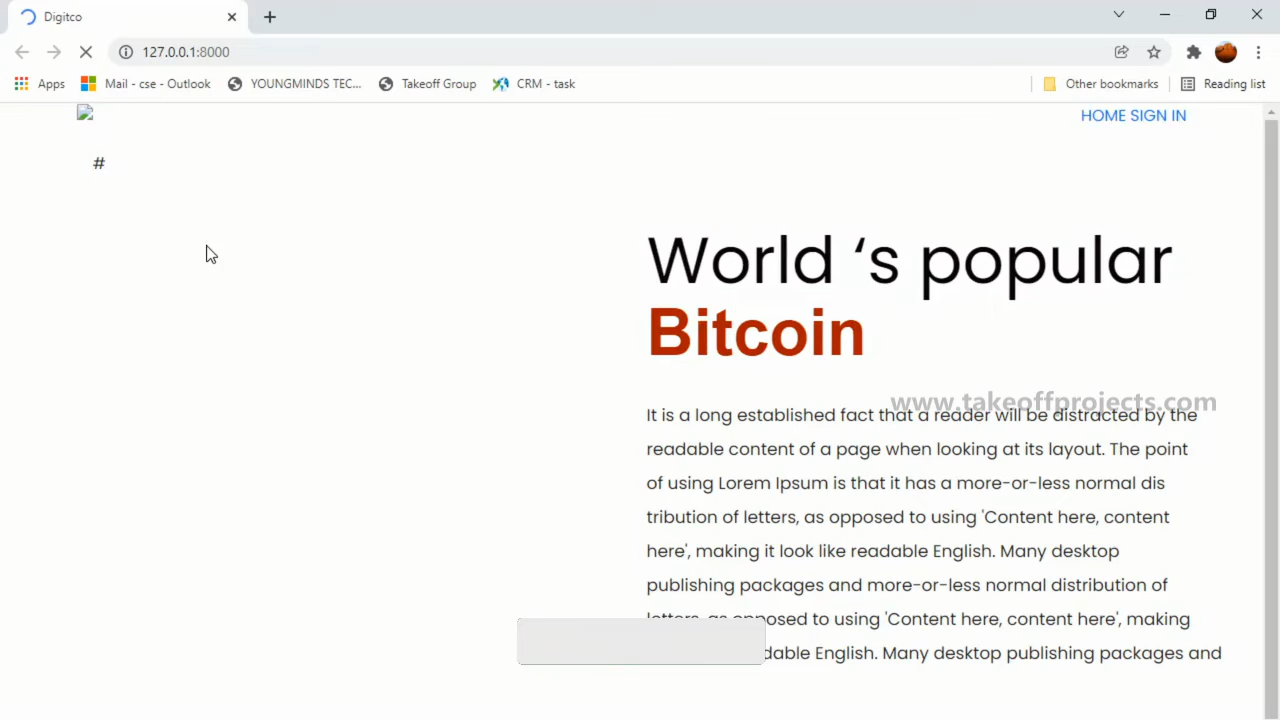 Digitco
127.0.0.1:8000
Apps Mail - cse - Outlook YOUNGMINDS TEC... Takeoff Group CRM - task Other bookmarks Reading list
HOME SIGN IN
#
World ‘s popular
Bitcoin
www.takeoffprojects.com
It is a long established fact that a reader will be distracted by the
readable content of a page when looking at its layout. The point
of using Lorem Ipsum is that it has a more-or-less normal dis
tribution of letters, as opposed to using 'Content here, content
here', making it look like readable English. Many desktop
publishing packages and more-or-less normal distribution of
letters, as opposed to using 'Content here, content here', making
dable English. Many desktop publishing packages and